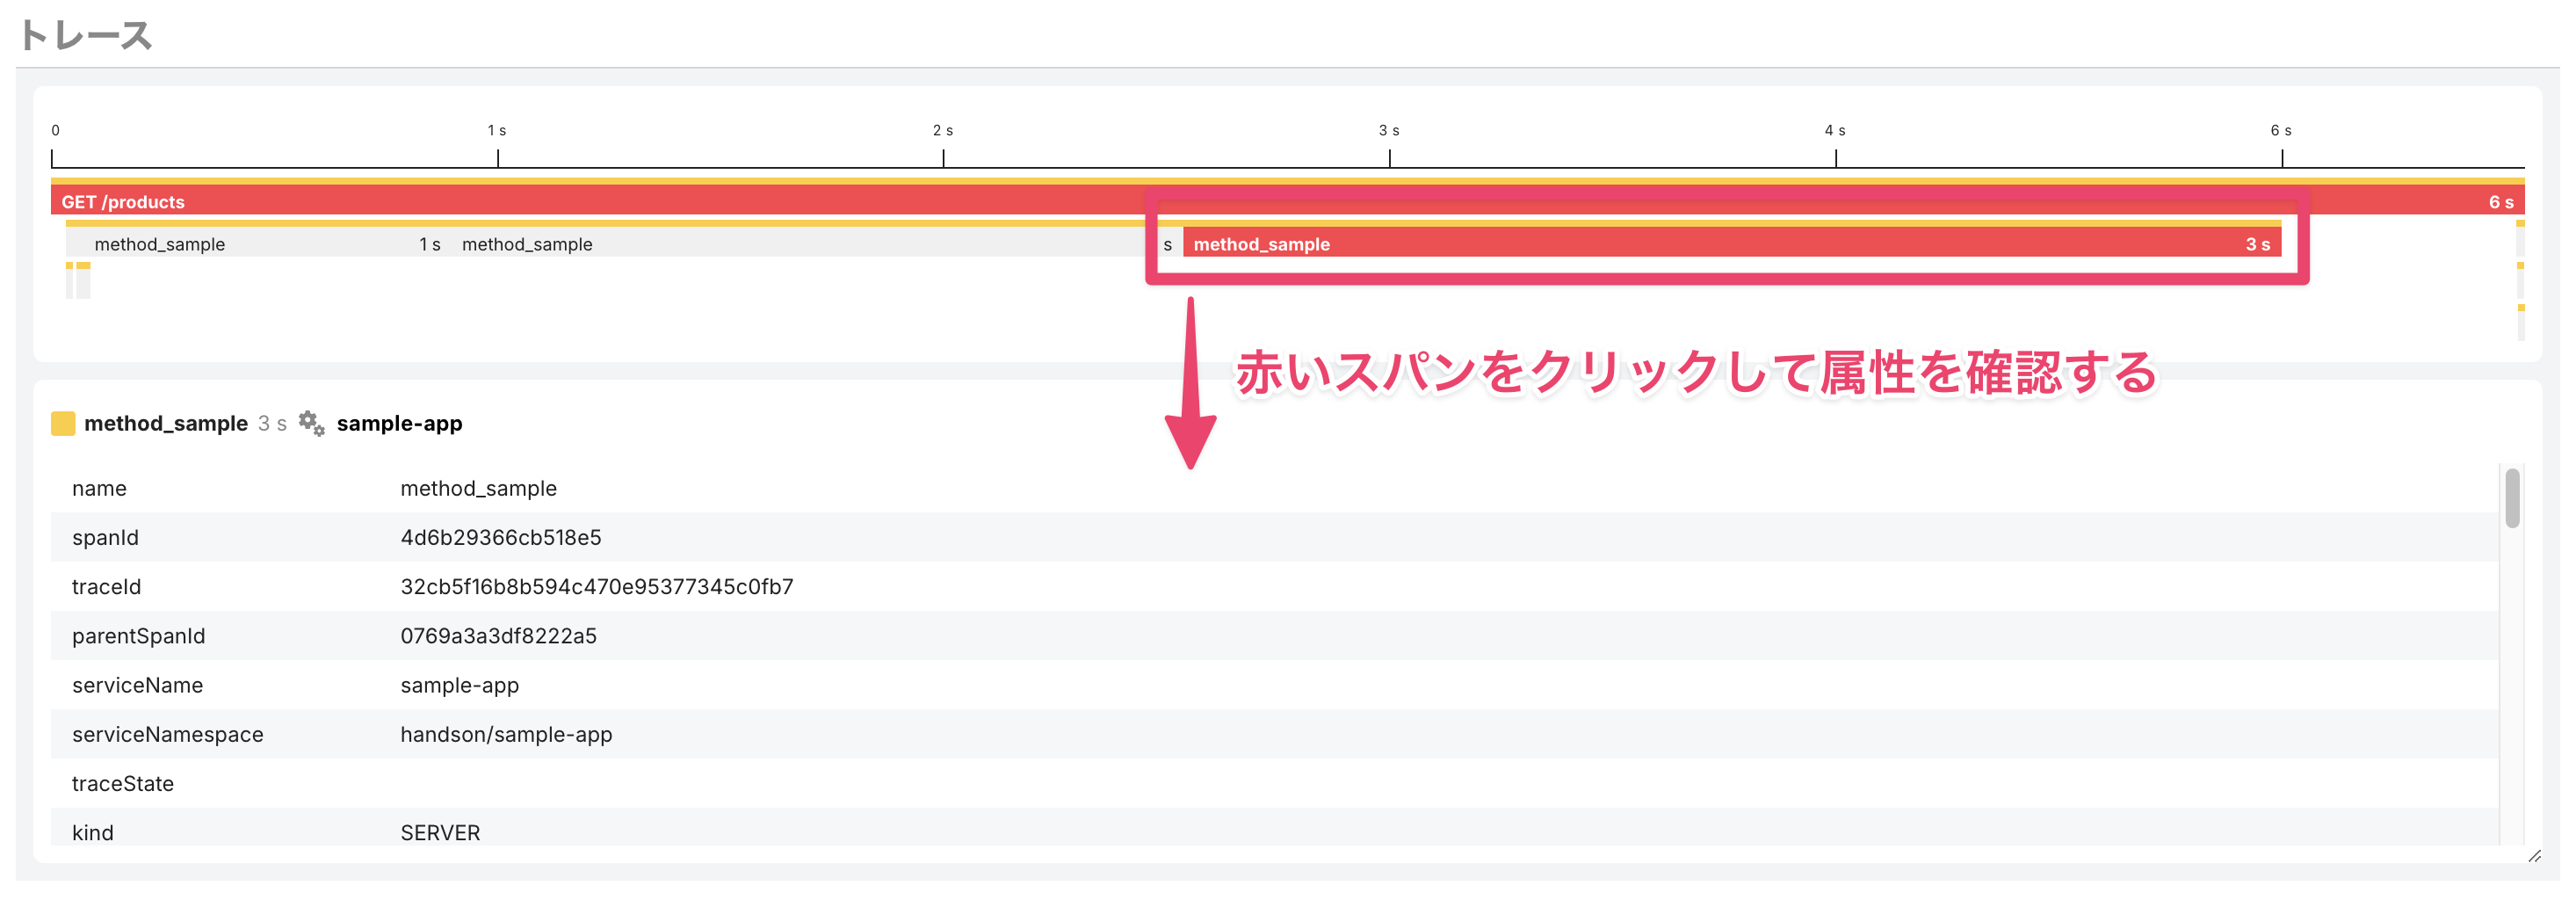 トレース
0 1 s 2 s 3 s 4 s 6 s
GET /products 6 s
method_sample 1 s method_sample s method_sample 3 s
赤いスパンをクリックして属性を確認する
method_sample 3 s sample-app
name method_sample
spanId 4d6b29366cb518e5
traceId 32cb5f16b8b594c470e95377345c0fb7
parentSpanId 0769a3a3df8222a5
serviceName sample-app
serviceNamespace handson/sample-app
traceState
kind SERVER